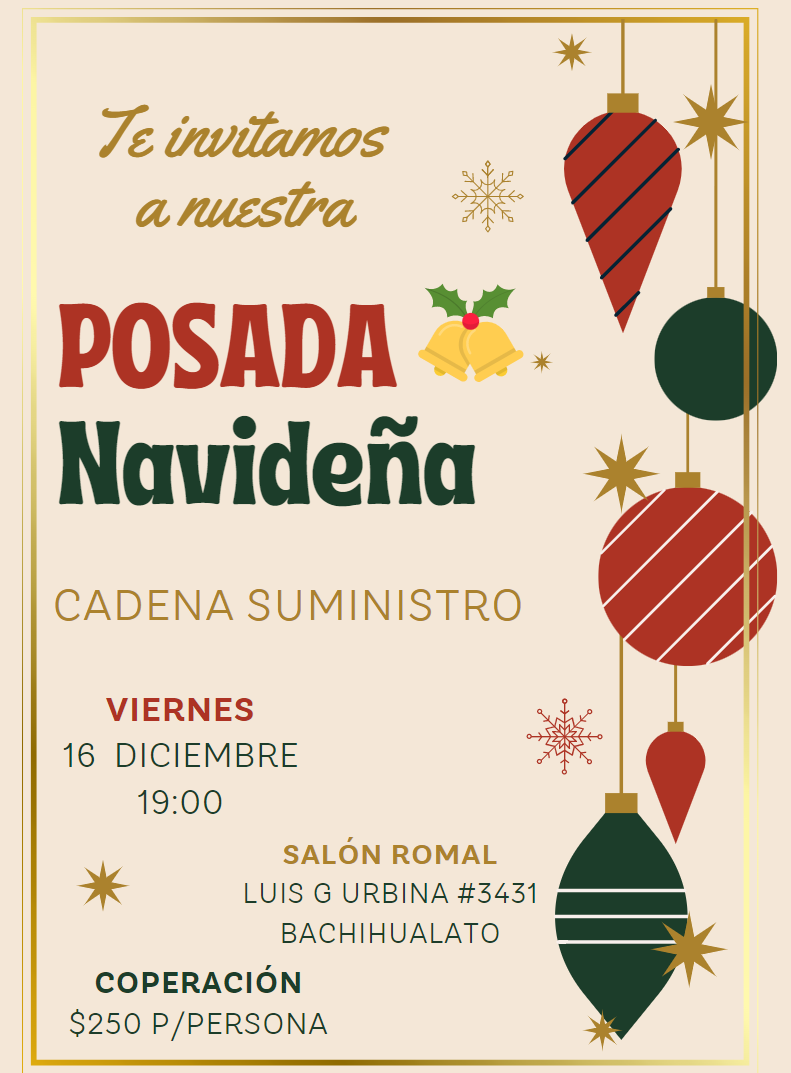 Te invitamos
a nuestra
POSADA
Navideña
CADENA SUMINISTRO
VIERNES
16 DICIEMBRE
19:00
SALÓN ROMAL
LUIS G URBINA #3431
BACHIHUALATO
COPERACIÓN
$250 P/PERSONA